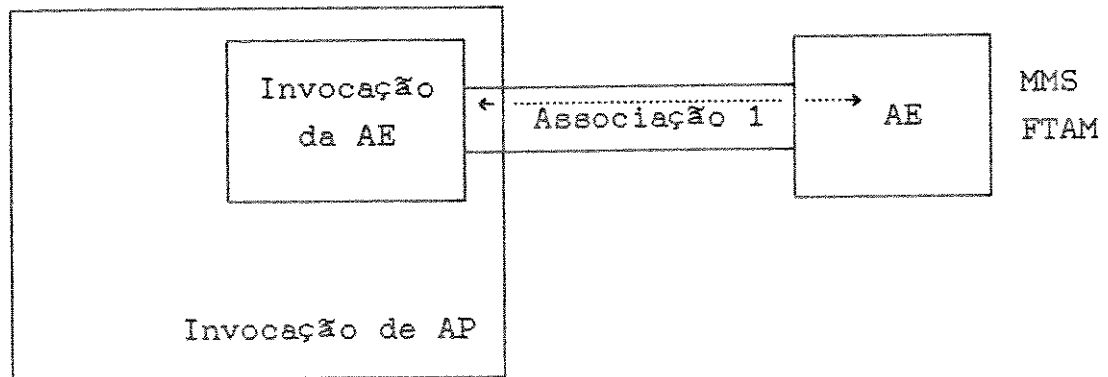 Invocação
da AE
Associação 1
AE
MMS
FTAM
Invocação de AP